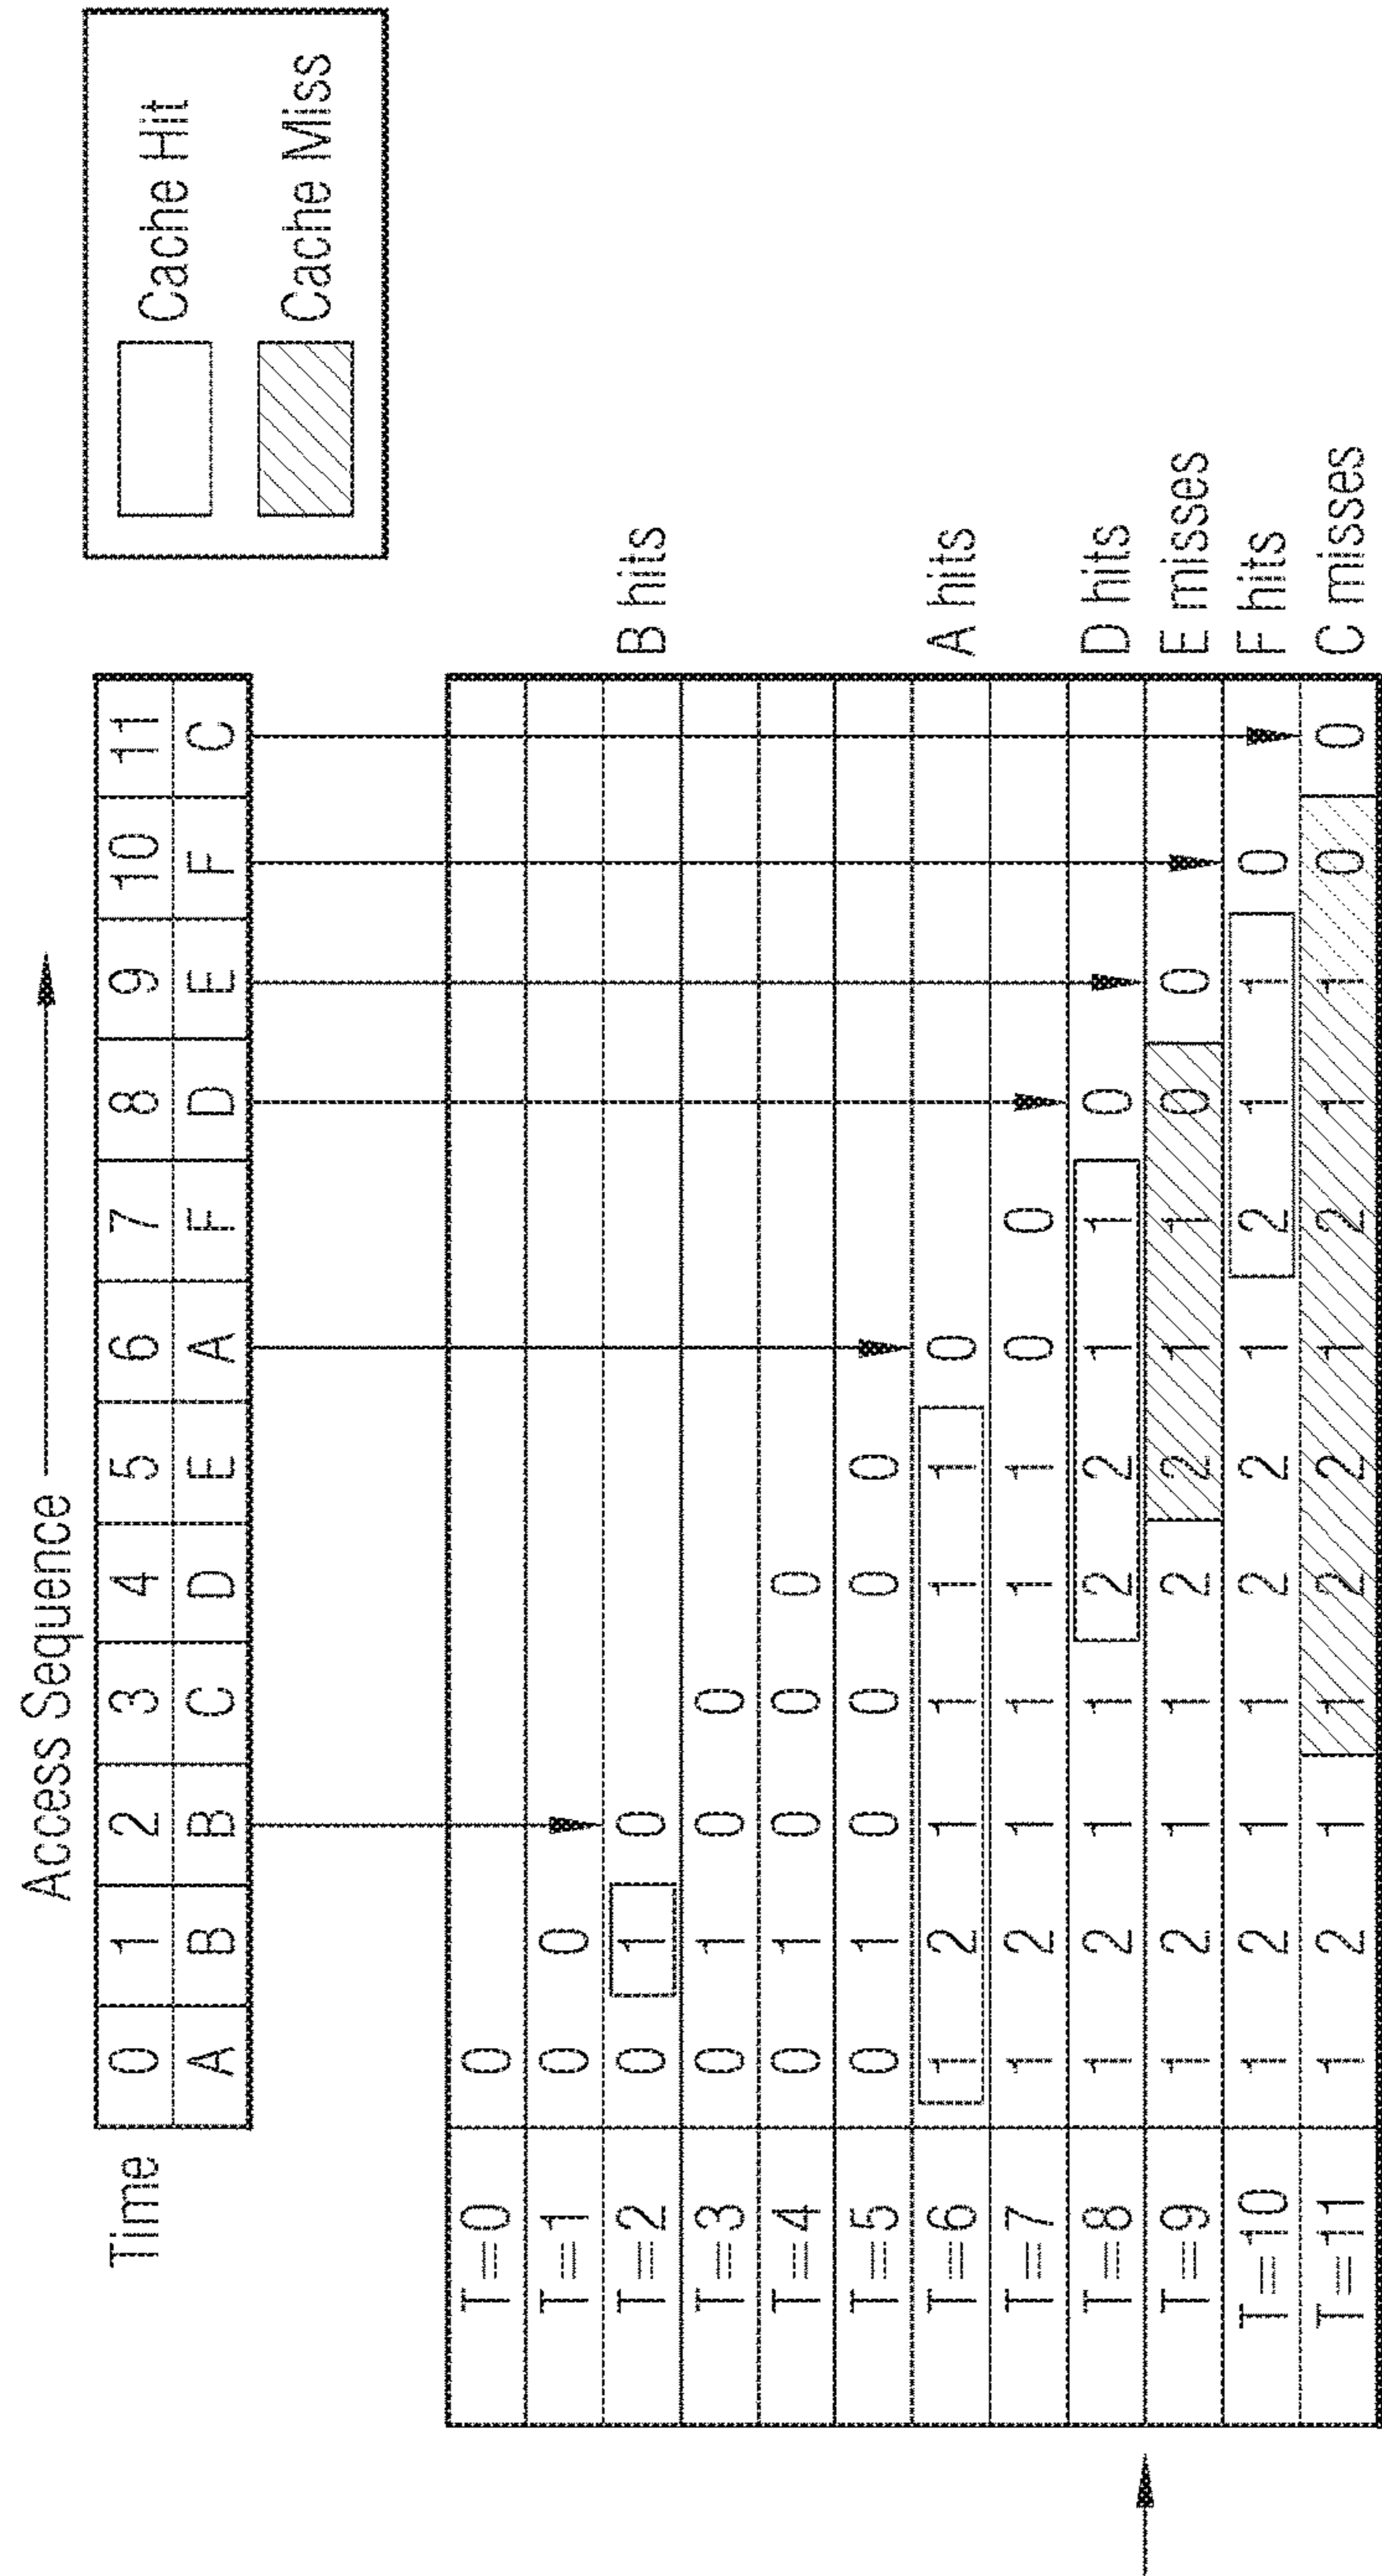 Access Sequence
Time 0 1 2 3 4 5 6 7 8 9 10 11
A B B C D E A F D E F C
Cache Hit
Cache Miss
T=0 0
T=1 0 0
T=2 0 1 0 B hits
T=3 0 1 0 0
T=4 0 1 0 0 0
T=5 0 1 0 0 0 0
T=6 1 2 1 1 1 1 0 A hits
T=7 1 2 1 1 1 1 0 0
T=8 1 2 1 1 2 2 1 1 0 D hits
T=9 1 2 1 1 2 2 1 1 0 0 E misses
T=10 1 2 1 1 2 2 1 2 1 1 0 F hits
T=11 1 2 1 1 2 2 1 2 1 1 0 0 C misses